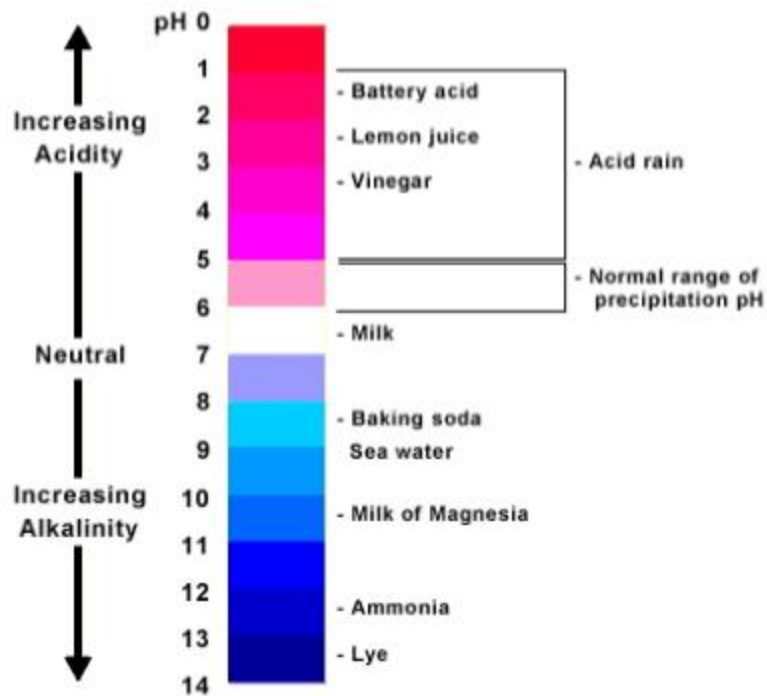 pH 0
1
2
3
4
5
6
7
8
9
10
11
12
13
14
Increasing
Acidity
Neutral
Increasing
Alkalinity
- Battery acid
- Lemon juice
- Vinegar
- Acid rain
- Normal range of
precipitation pH
- Milk
- Baking soda
Sea water
- Milk of Magnesia
- Ammonia
- Lye